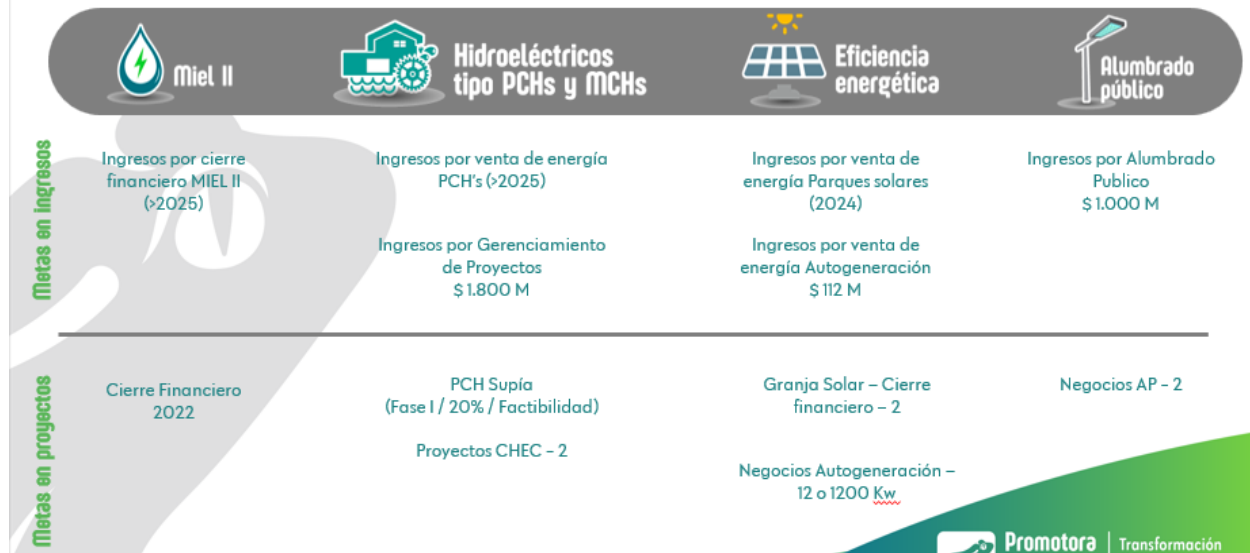 Miel II
Hidroeléctricos
tipo PCHs y MCHs
Eficiencia
energética
Alumbrado
público
Metas en ingresos
Ingresos por cierre
financiero MIEL II
(>2025)
Ingresos por venta de energía
PCH's (>2025)
Ingresos por Gerenciamiento
de Proyectos
$ 1.800 M
Ingresos por venta de
energía Parques solares
(2024)
Ingresos por venta de
energía Autogeneración
$ 112 M
Ingresos por Alumbrado
Publico
$ 1.000 M
Metas en proyectos
Cierre Financiero
2022
PCH Supía
(Fase I / 20% / Factibilidad)
Proyectos CHEC - 2
Granja Solar – Cierre
financiero – 2
Negocios Autogeneración –
12 o 1200 Kw
Negocios AP - 2
Promotora | Transformación